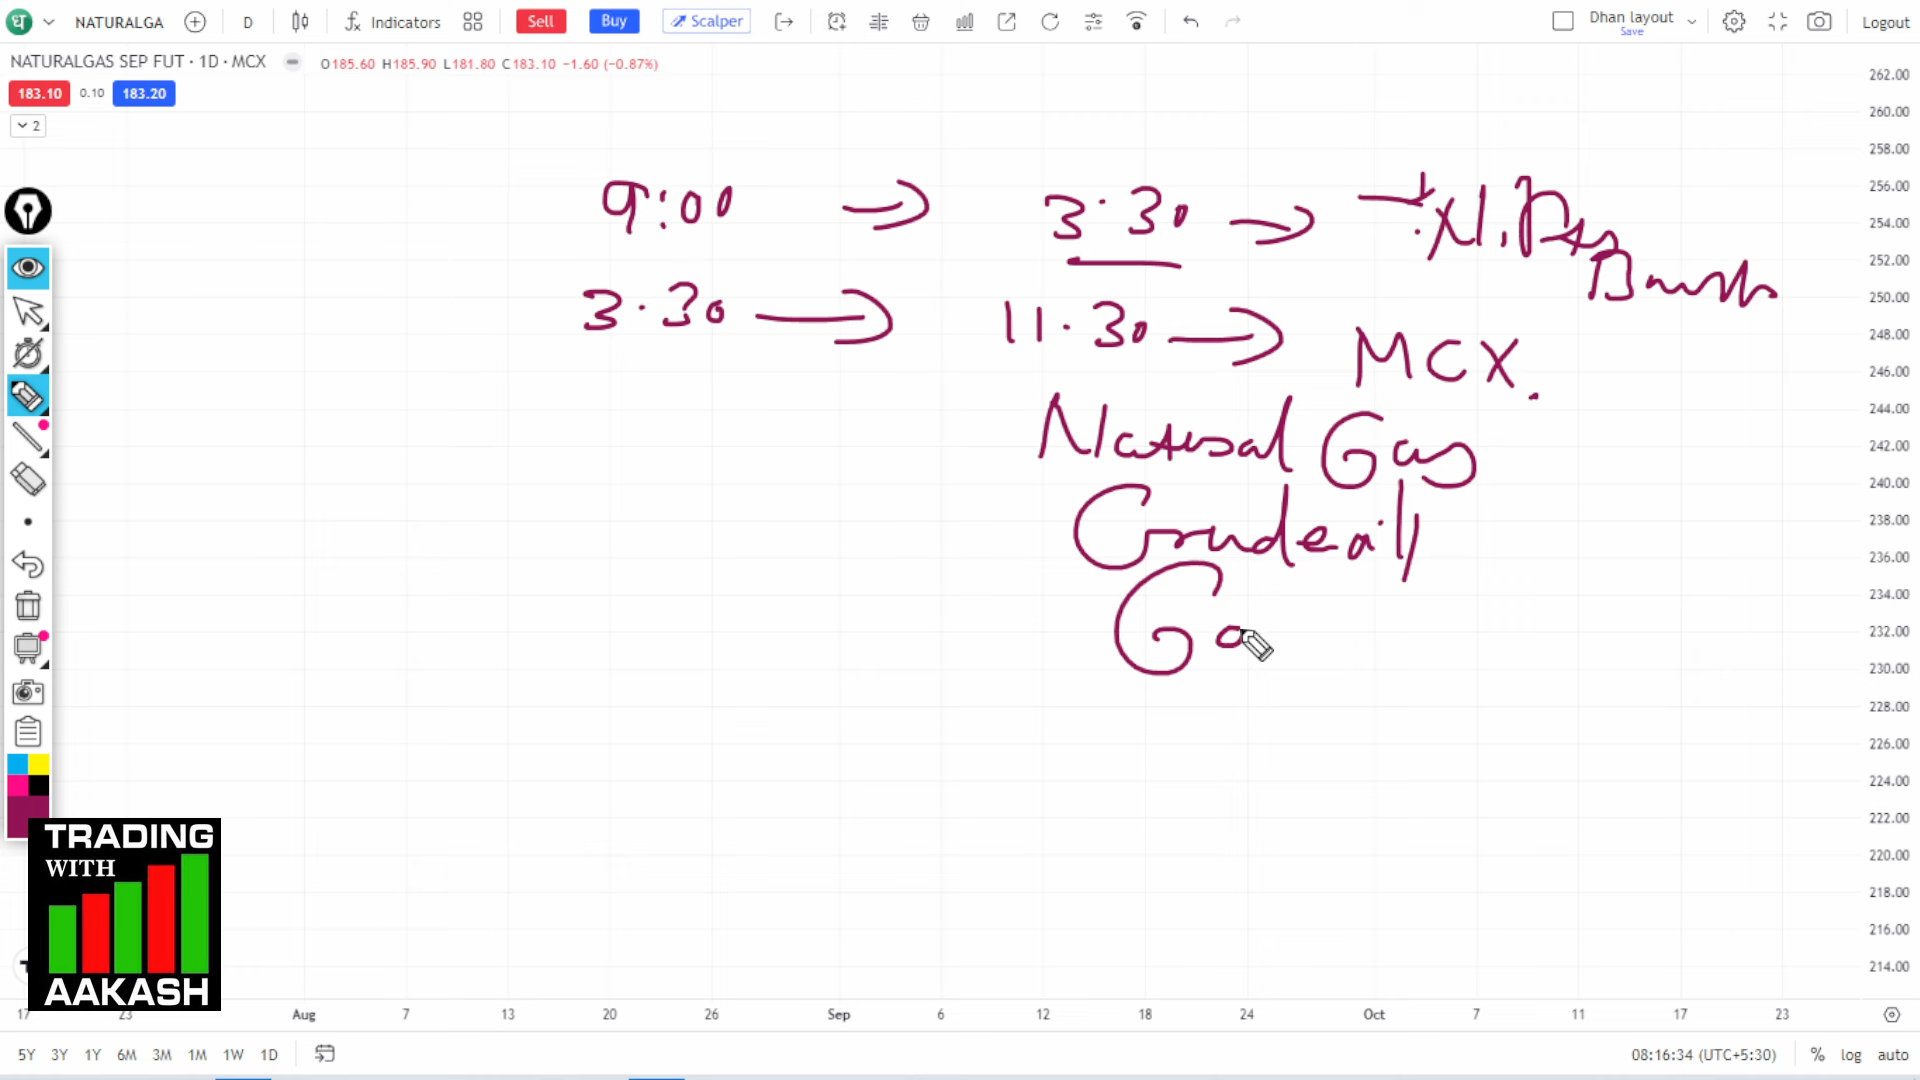 NATURALGA D Indicators Sell Buy Scalper Dhan layout Save Logout
NATURALGAS SEP FUT · 1D · MCX O185.60 H185.90 L181.80 C183.10 −1.60 (−0.87%)
183.10 0.10 183.20
2
9:00 → 3.30 →
3.30 → 11.30 → MCX.
Natural Gas
Crudeoil
Go
262.00
260.00
258.00
256.00
254.00
252.00
250.00
248.00
246.00
244.00
242.00
240.00
238.00
236.00
234.00
232.00
230.00
228.00
226.00
224.00
222.00
220.00
218.00
216.00
214.00
TRADING
WITH
AAKASH
17 23 Aug 7 13 20 26 Sep 6 12 18 24 Oct 7 11 17 23
5Y 3Y 1Y 6M 3M 1M 1W 1D 08:16:34 (UTC+5:30) % log auto